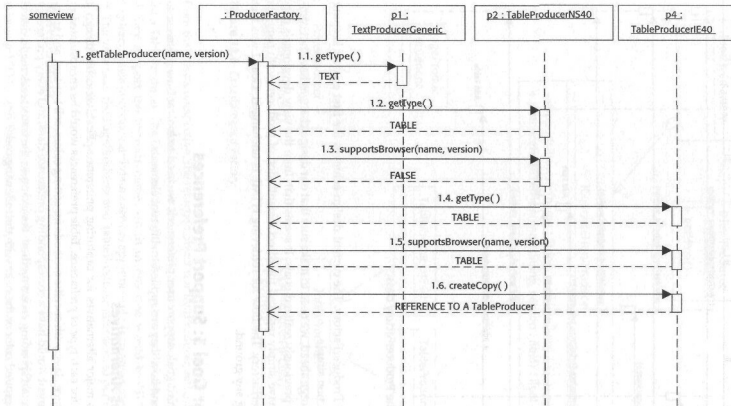 someview
: ProducerFactory
p1 :
TextProducerGeneric
p2 : TableProducerNS40
p4 :
TableProducerIE40
1. getTableProducer(name, version)
1.1. getType( )
TEXT
1.2. getType( )
TABLE
1.3. supportsBrowser(name, version)
FALSE
1.4. getType( )
TABLE
1.5. supportsBrowser(name, version)
TABLE
1.6. createCopy( )
REFERENCE TO A TableProducer